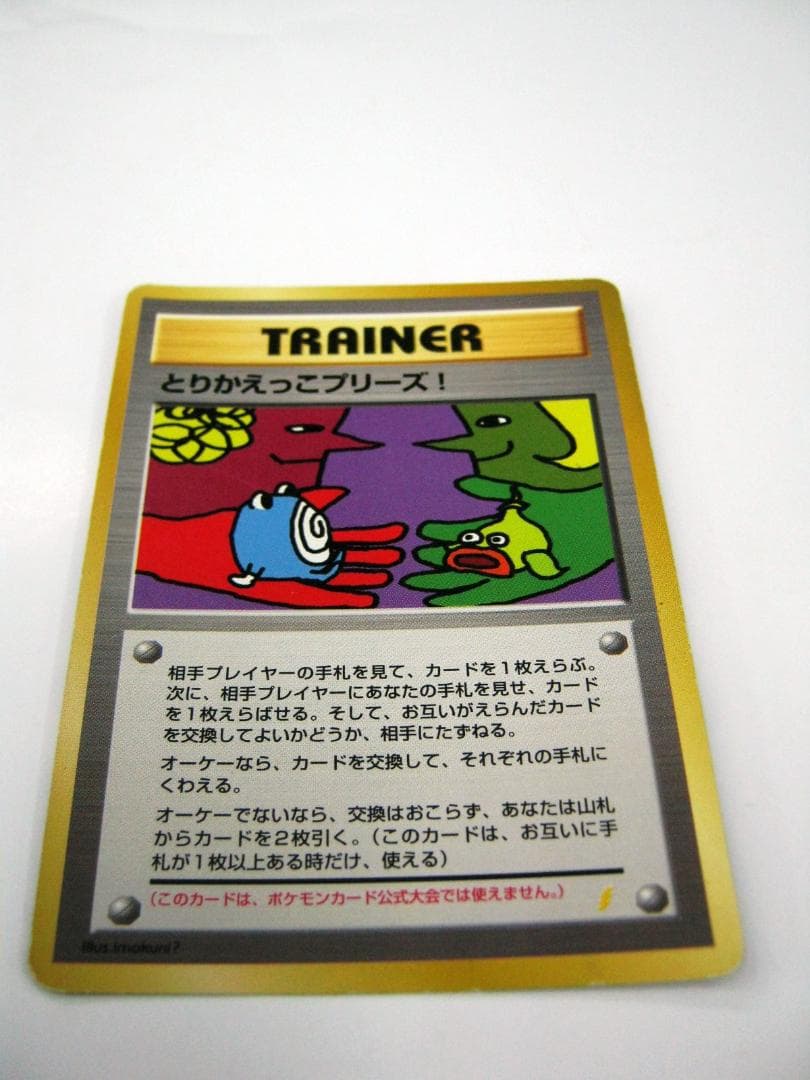 TRAINER
とりかえっこプリーズ！
相手プレイヤーの手札を見て、カードを1枚えらぶ。
次に、相手プレイヤーにあなたの手札を見せ、カード
を1枚えらばせる。そして、お互いがえらんだカード
を交換してよいかどうか、相手にたずねる。
オーケーなら、カードを交換して、それぞれの手札に
くわえる。
オーケーでないなら、交換はおこらず、あなたは山札
からカードを2枚引く。（このカードは、お互いに手
札が1枚以上ある時だけ、使える）
（このカードは、ポケモンカード公式大会では使えません。）
Illus.Imakuni?